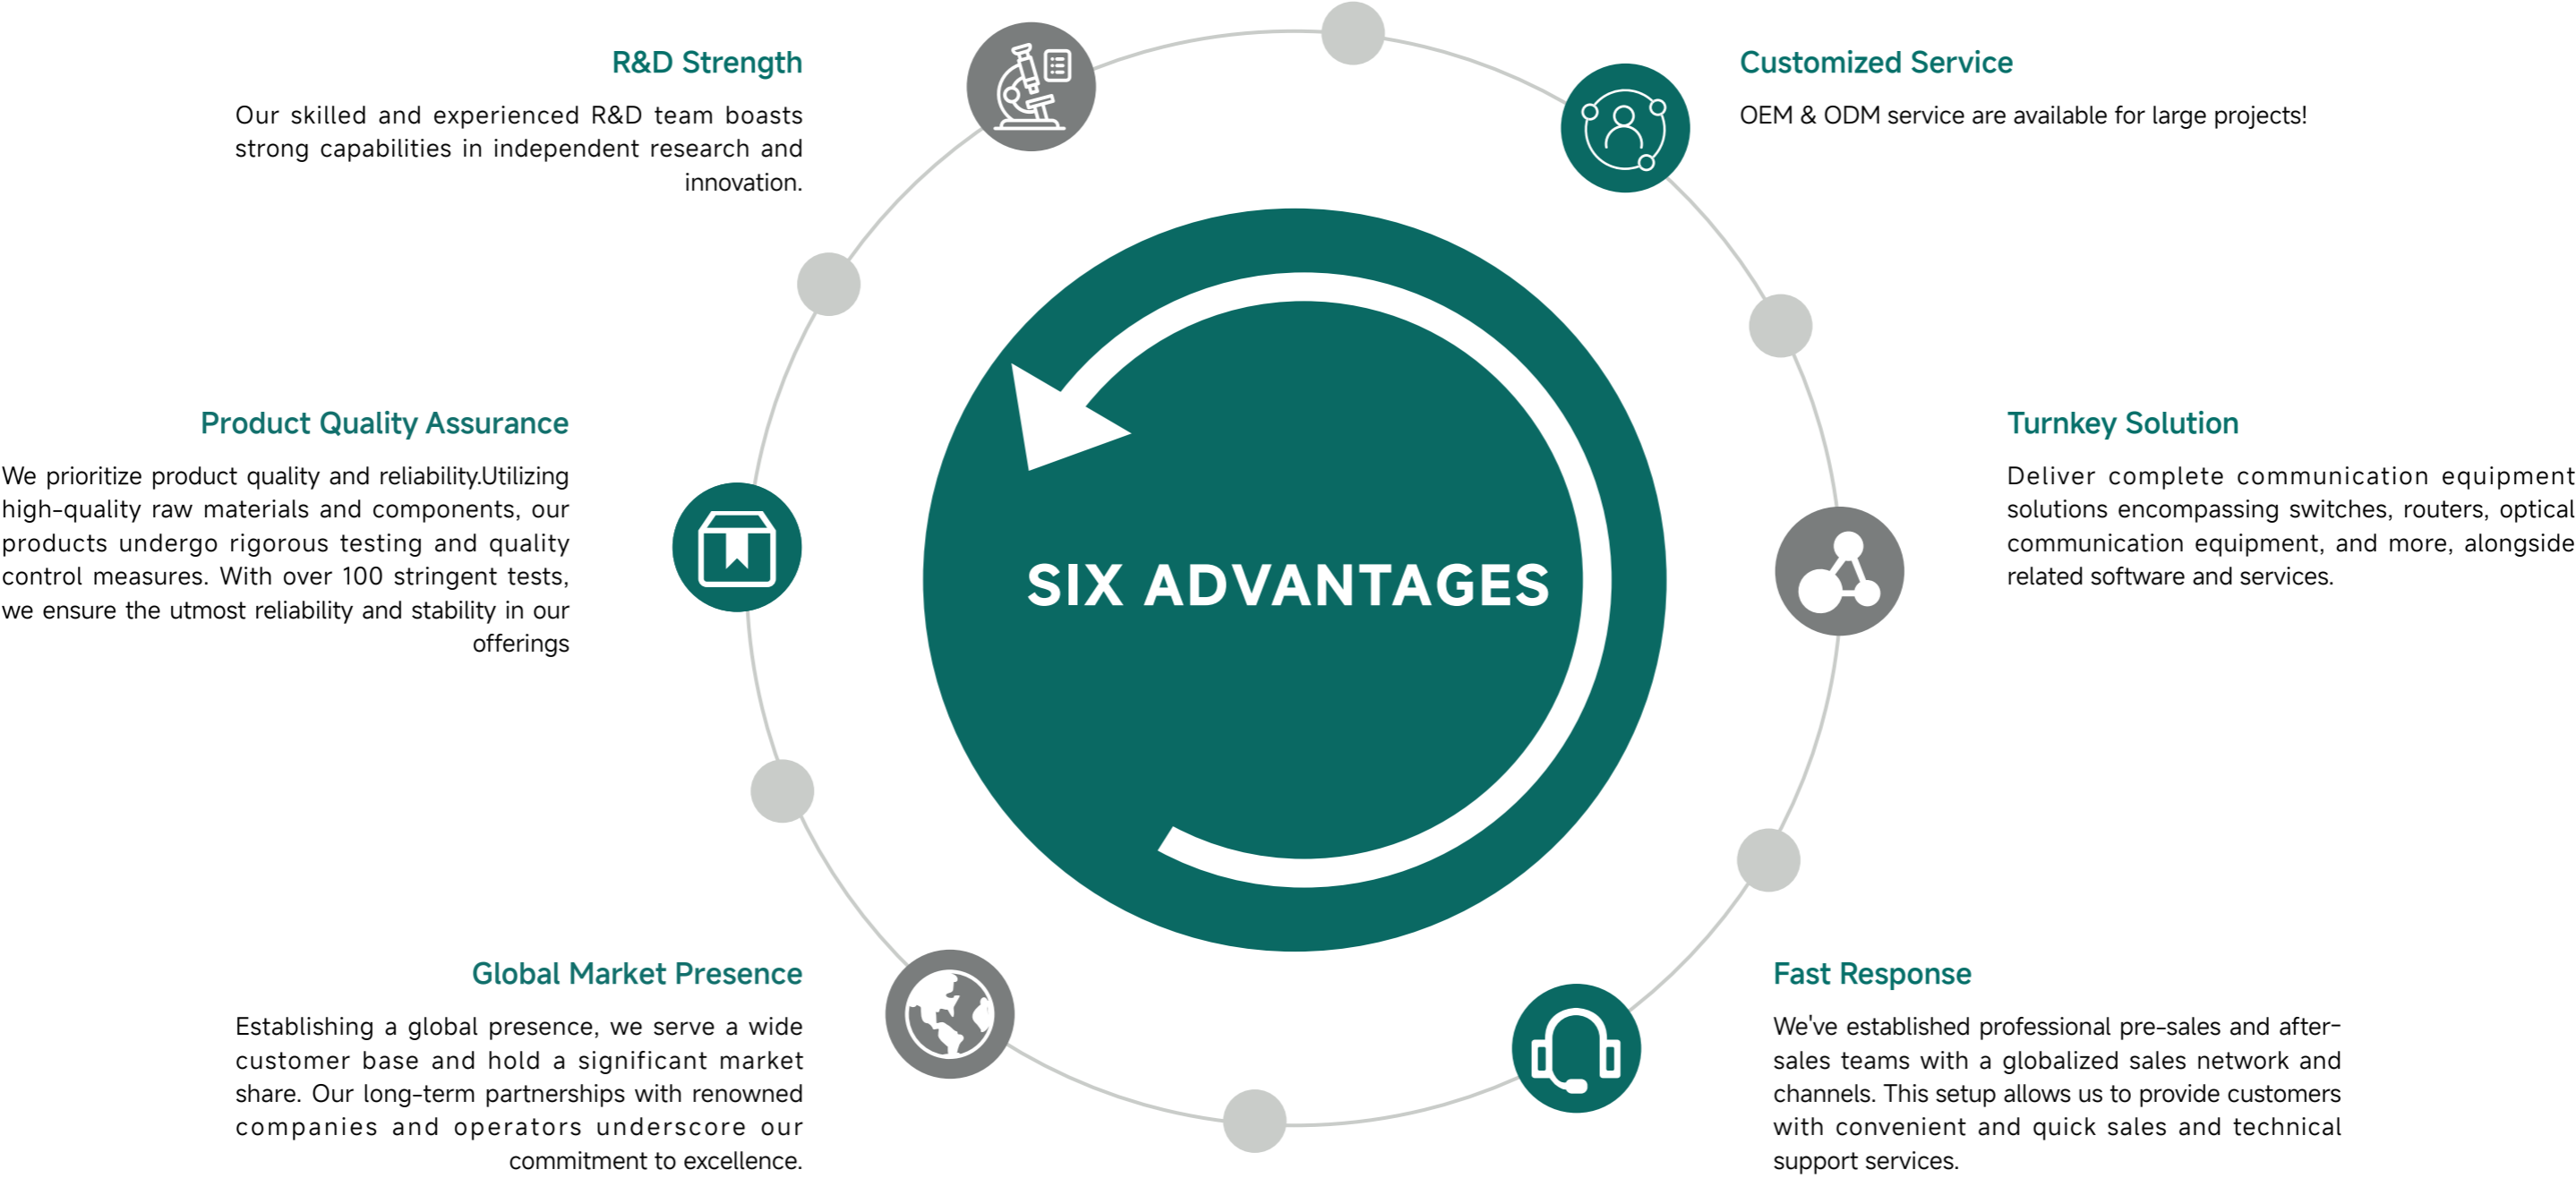 R&D Strength
Our skilled and experienced R&D team boasts
strong capabilities in independent research and
innovation.
Customized Service
OEM & ODM service are available for large projects!
Product Quality Assurance
We prioritize product quality and reliability.Utilizing
high-quality raw materials and components, our
products undergo rigorous testing and quality
control measures. With over 100 stringent tests,
we ensure the utmost reliability and stability in our
offerings
SIX ADVANTAGES
Turnkey Solution
Deliver complete communication equipment
solutions encompassing switches, routers, optical
communication equipment, and more, alongside
related software and services.
Global Market Presence
Establishing a global presence, we serve a wide
customer base and hold a significant market
share. Our long-term partnerships with renowned
companies and operators underscore our
commitment to excellence.
Fast Response
We've established professional pre-sales and after-
sales teams with a globalized sales network and
channels. This setup allows us to provide customers
with convenient and quick sales and technical
support services.